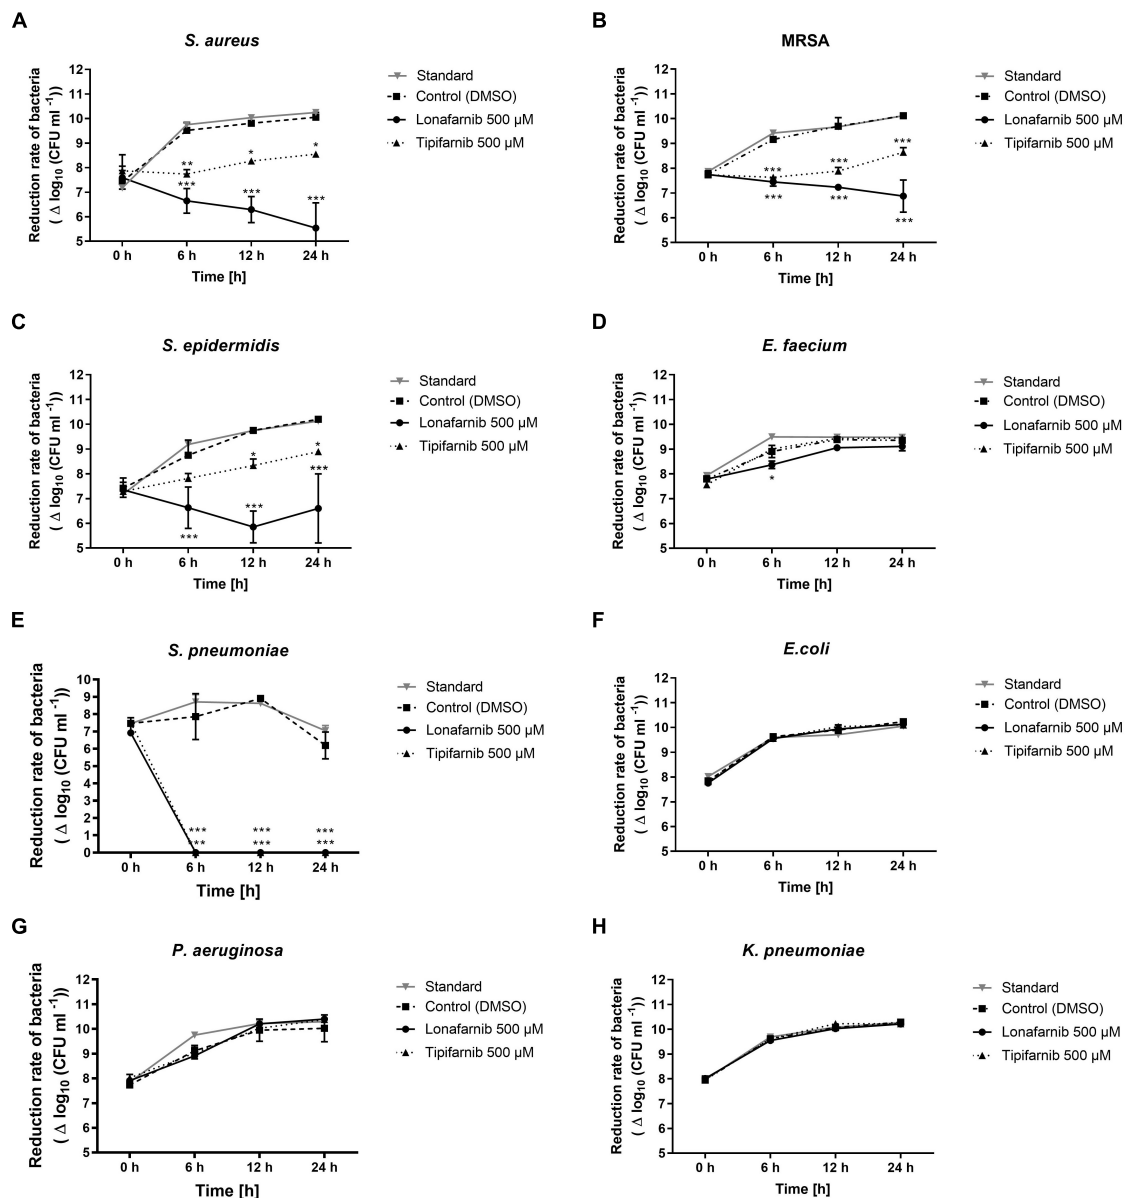 A
S. aureus
Reduction rate of bacteria
( Δ log10 (CFU ml -1))
12
11
10
9
8
7
6
5
**
***
*
***
*
***
0 h
6 h
12 h
24 h
Time [h]
Standard
Control (DMSO)
Lonafarnib 500 µM
Tipifarnib 500 µM
B
MRSA
Reduction rate of bacteria
( Δ log10 (CFU ml -1))
12
11
10
9
8
7
6
5
***
***
***
***
***
***
0 h
6 h
12 h
24 h
Time [h]
Standard
Control (DMSO)
Lonafarnib 500 µM
Tipifarnib 500 µM
C
S. epidermidis
Reduction rate of bacteria
( Δ log10 (CFU ml -1))
12
11
10
9
8
7
6
5
***
*
***
*
***
0 h
6 h
12 h
24 h
Time [h]
Standard
Control (DMSO)
Lonafarnib 500 µM
Tipifarnib 500 µM
D
E. faecium
Reduction rate of bacteria
( Δ log10 (CFU ml -1))
12
11
10
9
8
7
6
5
*
0 h
6 h
12 h
24 h
Time [h]
Standard
Control (DMSO)
Lonafarnib 500 µM
Tipifarnib 500 µM
E
S. pneumoniae
Reduction rate of bacteria
( Δ log10 (CFU ml -1))
10
9
8
7
6
5
4
3
2
1
0
***
***
***
***
***
***
0 h
6 h
12 h
24 h
Time [h]
Standard
Control (DMSO)
Lonafarnib 500 µM
Tipifarnib 500 µM
F
E.coli
Reduction rate of bacteria
( Δ log10 (CFU ml -1))
12
11
10
9
8
7
6
5
0 h
6 h
12 h
24 h
Time [h]
Standard
Control (DMSO)
Lonafarnib 500 µM
Tipifarnib 500 µM
G
P. aeruginosa
Reduction rate of bacteria
( Δ log10 (CFU ml -1))
12
11
10
9
8
7
6
5
0 h
6 h
12 h
24 h
Time [h]
Standard
Control (DMSO)
Lonafarnib 500 µM
Tipifarnib 500 µM
H
K. pneumoniae
Reduction rate of bacteria
( Δ log10 (CFU ml -1))
12
11
10
9
8
7
6
5
0 h
6 h
12 h
24 h
Time [h]
Standard
Control (DMSO)
Lonafarnib 500 µM
Tipifarnib 500 µM